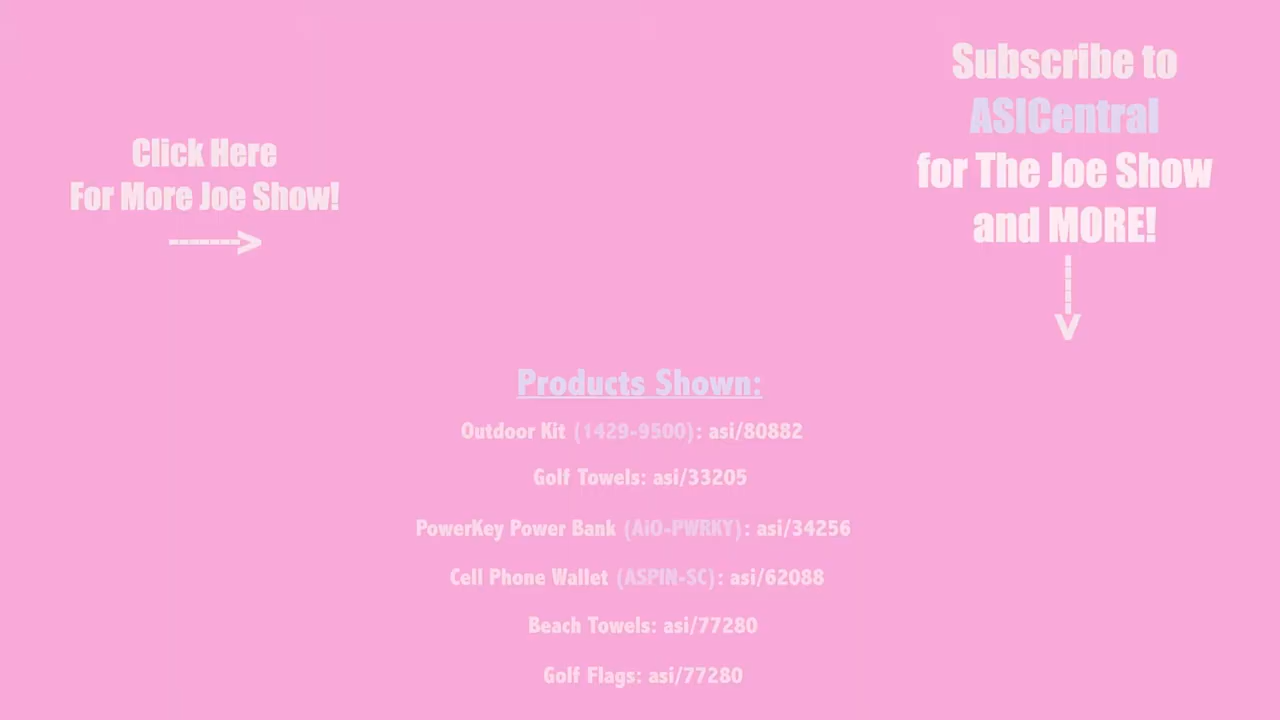 Click Here
For More Joe Show!
------->
Subscribe to
ASICentral
for The Joe Show
and MORE!
----->
Products Shown:
Outdoor Kit (1429-9500): asi/80882
Golf Towels: asi/33205
PowerKey Power Bank (AiO-PWRKY): asi/34256
Cell Phone Wallet (ASPIN-SC): asi/62088
Beach Towels: asi/77280
Golf Flags: asi/77280